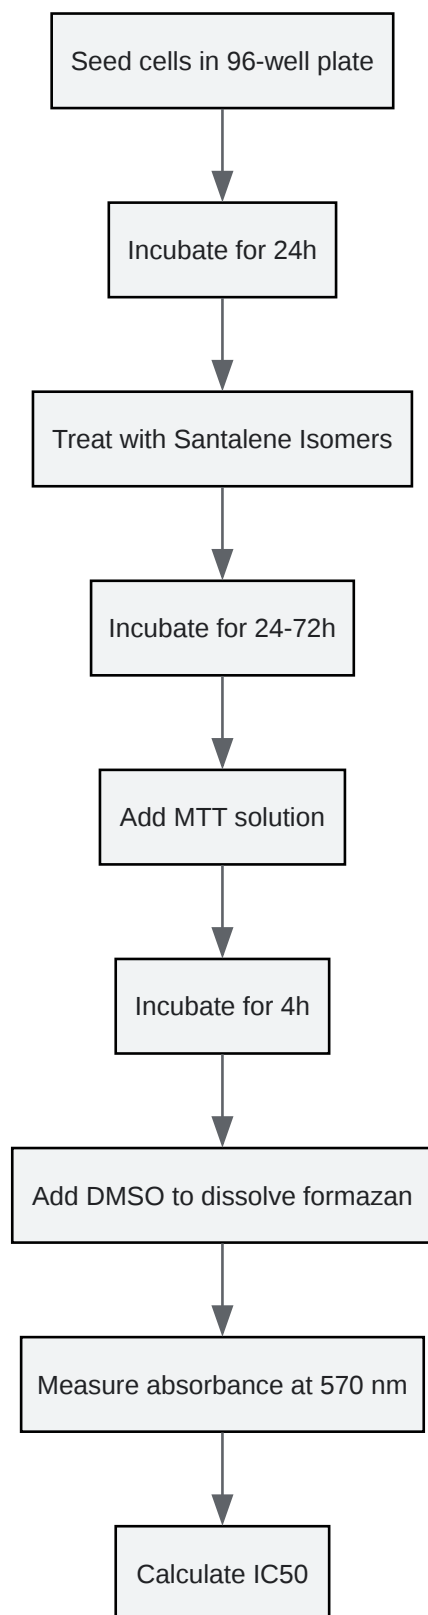 Seed cells in 96-well plate
Incubate for 24h
Treat with Santalene Isomers
Incubate for 24-72h
Add MTT solution
Incubate for 4h
Add DMSO to dissolve formazan
Measure absorbance at 570 nm
Calculate IC50